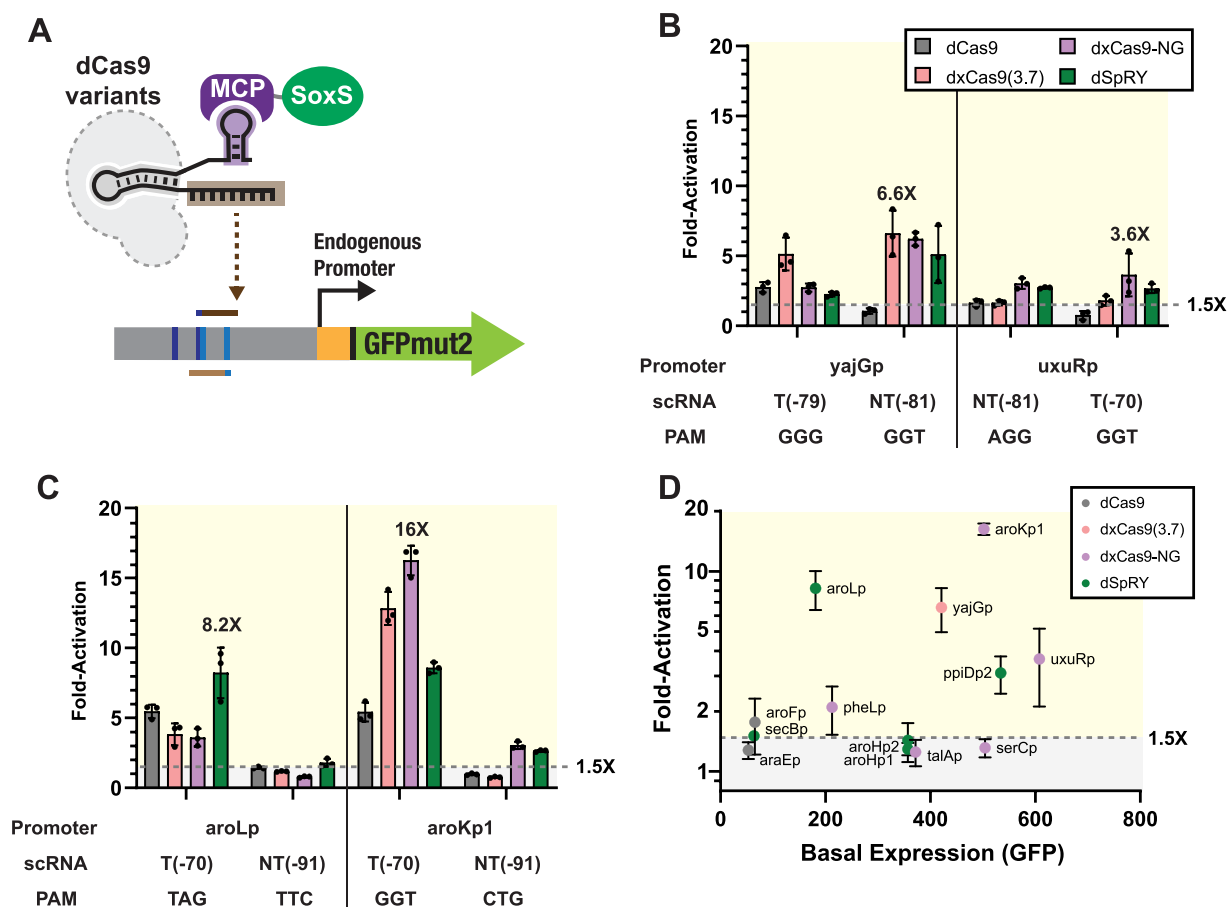 A
dCas9
variants
MCP
SoxS
Endogenous
Promoter
GFPmut2
B
dCas9
dxCas9-NG
dxCas9(3.7)
dSpRY
Fold-Activation
20
15
10
5
0
6.6X
3.6X
1.5X
Promoter yajGp uxuRp
scRNA T(-79) NT(-81) NT(-81) T(-70)
PAM GGG GGT AGG GGT
C
Fold-Activation
20
15
10
5
0
8.2X
16X
1.5X
Promoter aroLp aroKp1
scRNA T(-70) NT(-91) T(-70) NT(-91)
PAM TAG TTC GGT CTG
D
dCas9
dxCas9(3.7)
dxCas9-NG
dSpRY
Fold-Activation
20
10
5
2
1
aroKp1
aroLp
yajGp
uxuRp
ppiDp2
pheLp
aroFp
secBp
araEp
aroHp2
aroHp1
talAp
serCp
1.5X
0 200 400 600 800
Basal Expression (GFP)